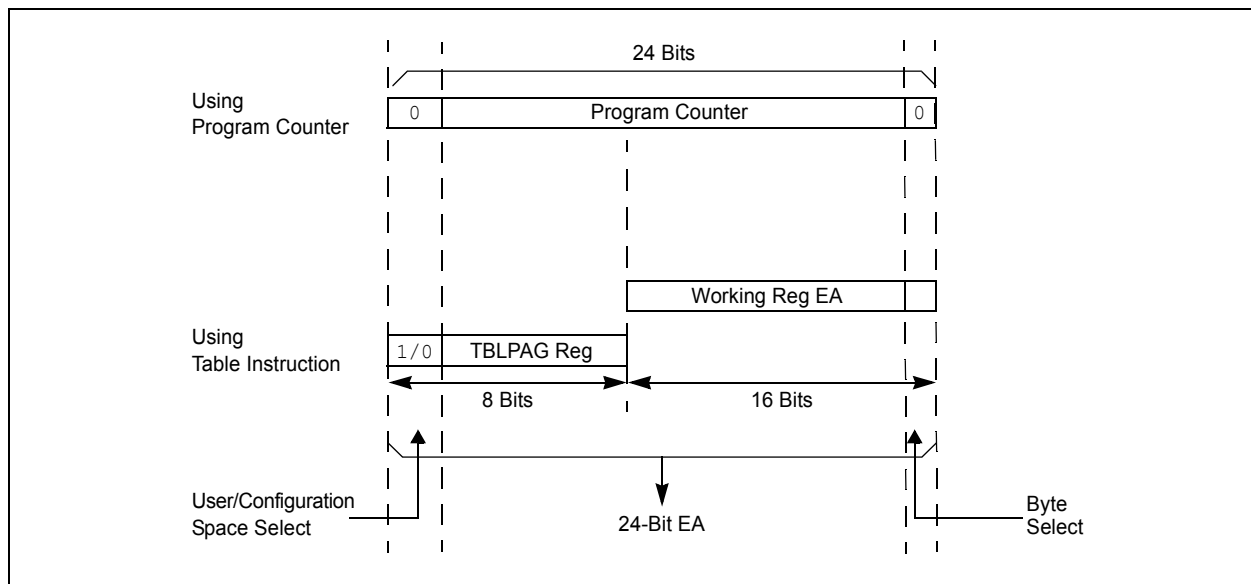 24 Bits
Using
Program Counter
0
Program Counter
0
Working Reg EA
Using
Table Instruction
1/0
TBLPAG Reg
8 Bits
16 Bits
User/Configuration
Space Select
24-Bit EA
Byte
Select